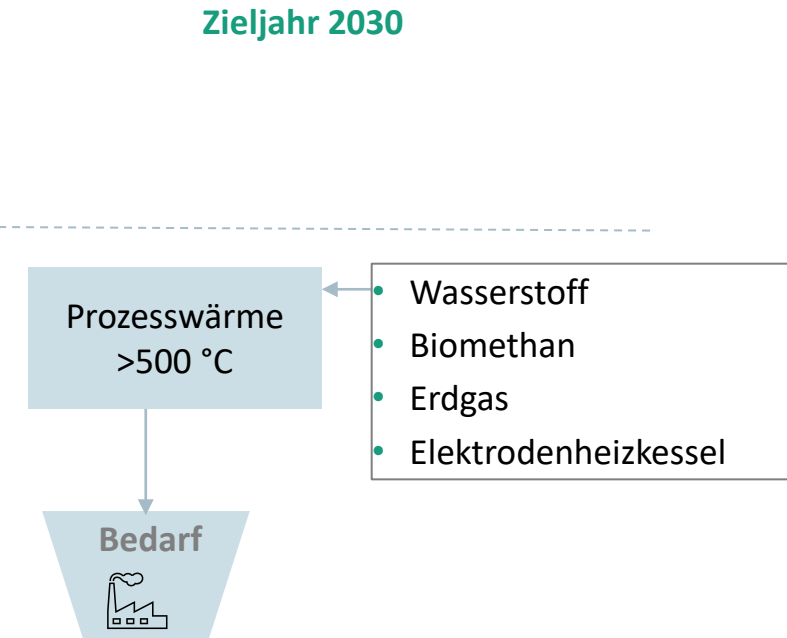 Zieljahr 2030
Prozesswärme
>500 °C
• Wasserstoff
• Biomethan
• Erdgas
• Elektrodenheizkessel
Bedarf